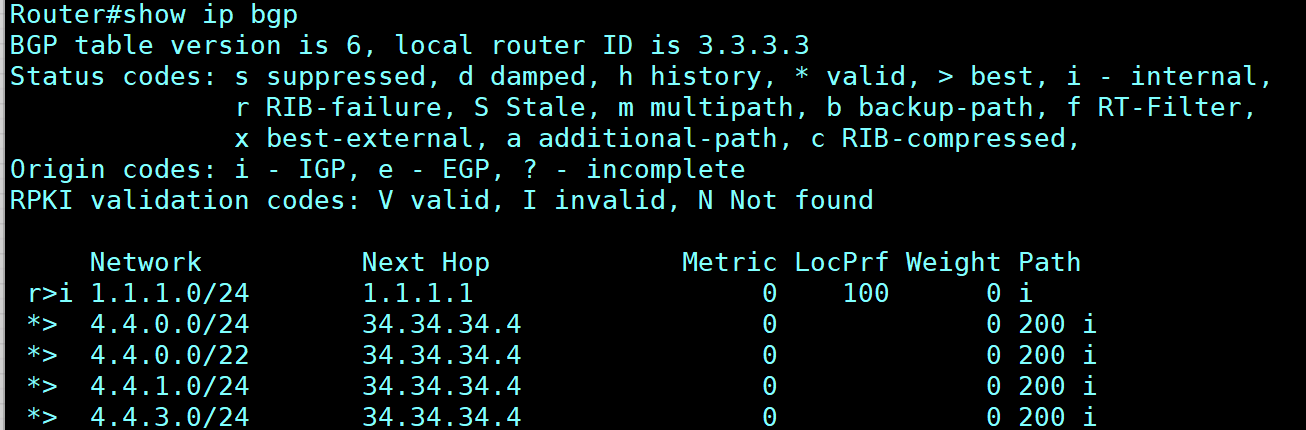 Router#show ip bgp
BGP table version is 6, local router ID is 3.3.3.3
Status codes: s suppressed, d damped, h history, * valid, > best, i - internal,
              r RIB-failure, S Stale, m multipath, b backup-path, f RT-Filter,
              x best-external, a additional-path, c RIB-compressed,
Origin codes: i - IGP, e - EGP, ? - incomplete
RPKI validation codes: V valid, I invalid, N Not found

     Network          Next Hop            Metric LocPrf Weight Path
 r>i 1.1.1.0/24       1.1.1.1                  0    100      0 i
 *>  4.4.0.0/24       34.34.34.4               0             0 200 i
 *>  4.4.0.0/22       34.34.34.4               0             0 200 i
 *>  4.4.1.0/24       34.34.34.4               0             0 200 i
 *>  4.4.3.0/24       34.34.34.4               0             0 200 i